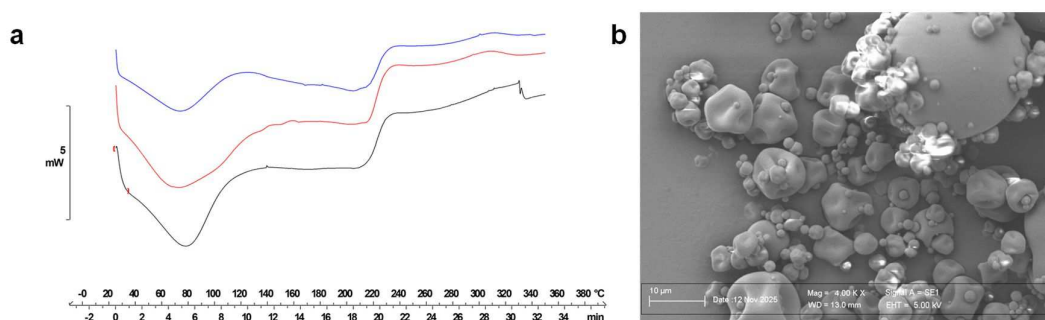 a
b
5
mW
-0 20 40 60 80 100 120 140 160 180 200 220 240 260 280 300 320 340 360 380 °C
-2 0 2 4 6 8 10 12 14 16 18 20 22 24 26 28 30 32 34 min
10 µm
Date :12 Nov 2025
Mag = 4.00 K X
WD = 13.0 mm
Signal A = SE1
EHT = 5.00 kV